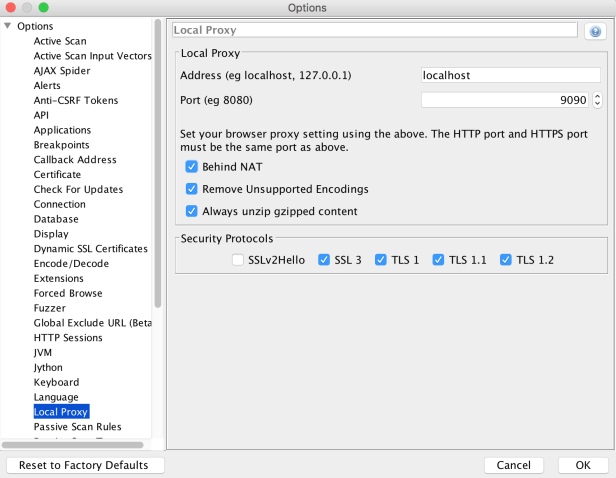 Options
Options
Active Scan
Active Scan Input Vectors
AJAX Spider
Alerts
Anti-CSRF Tokens
API
Applications
Breakpoints
Callback Address
Certificate
Check For Updates
Connection
Database
Display
Dynamic SSL Certificates
Encode/Decode
Extensions
Forced Browse
Fuzzer
Global Exclude URL (Beta
HTTP Sessions
JVM
Jython
Keyboard
Language
Local Proxy
Passive Scan Rules
Local Proxy
Local Proxy
Address (eg localhost, 127.0.0.1) localhost
Port (eg 8080) 9090
Set your browser proxy setting using the above. The HTTP port and HTTPS port
must be the same port as above.
Behind NAT
Remove Unsupported Encodings
Always unzip gzipped content
Security Protocols
SSLv2Hello SSL 3 TLS 1 TLS 1.1 TLS 1.2
Reset to Factory Defaults Cancel OK